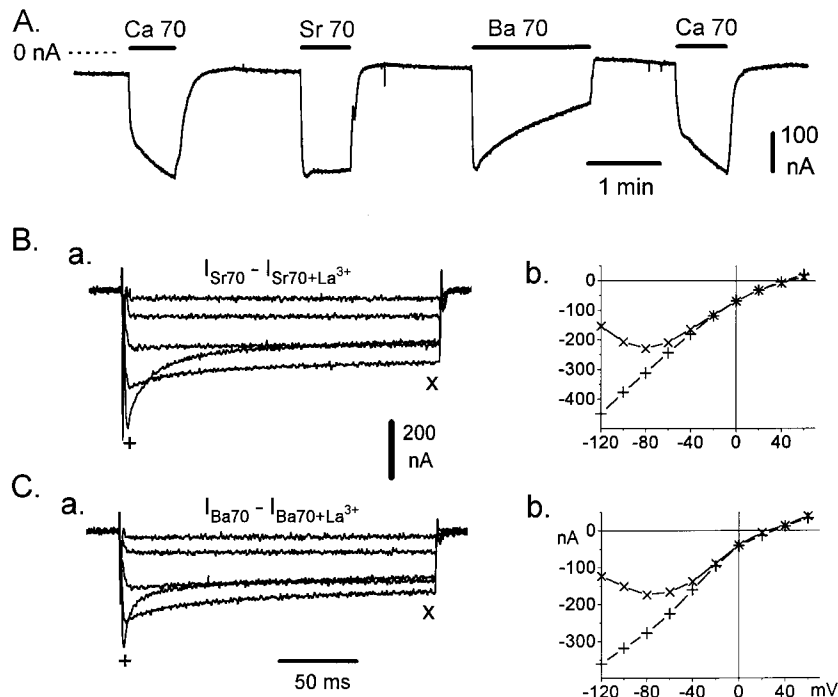 A.
Ca 70 Sr 70 Ba 70 Ca 70
0 nA
100 nA
1 min
B.
a.
I_Sr70 - I_Sr70+La³⁺
x
+
200 nA
b.
0
-100
-200
-300
-400
-120 -80 -40 0 40
C.
a.
I_Ba70 - I_Ba70+La³⁺
x
+
50 ms
b.
0
nA
-100
-200
-300
-120 -80 -40 0 40 mV